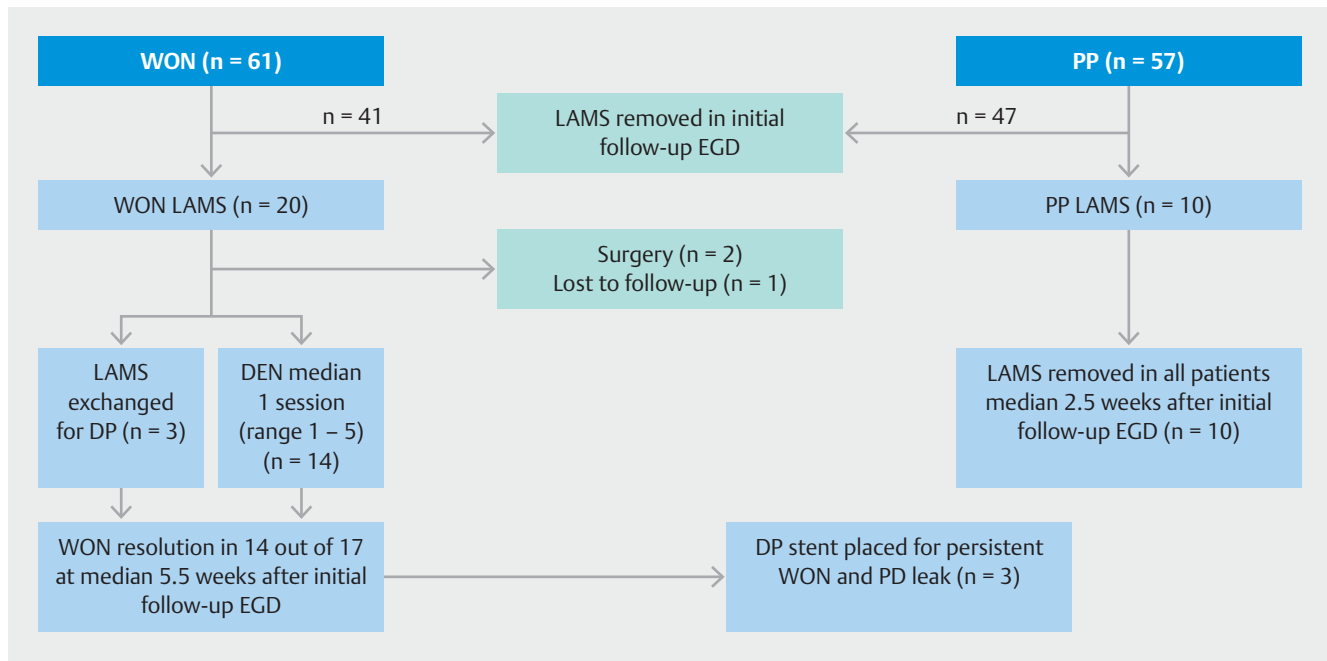 WON (n = 61)
PP (n = 57)
n = 41
LAMS removed in initial
follow-up EGD
n = 47
WON LAMS (n = 20)
PP LAMS (n = 10)
Surgery (n = 2)
Lost to follow-up (n = 1)
LAMS
exchanged
for DP (n = 3)
DEN median
1 session
(range 1 – 5)
(n = 14)
LAMS removed in all patients
median 2.5 weeks after initial
follow-up EGD (n = 10)
WON resolution in 14 out of 17
at median 5.5 weeks after initial
follow-up EGD
DP stent placed for persistent
WON and PD leak (n = 3)